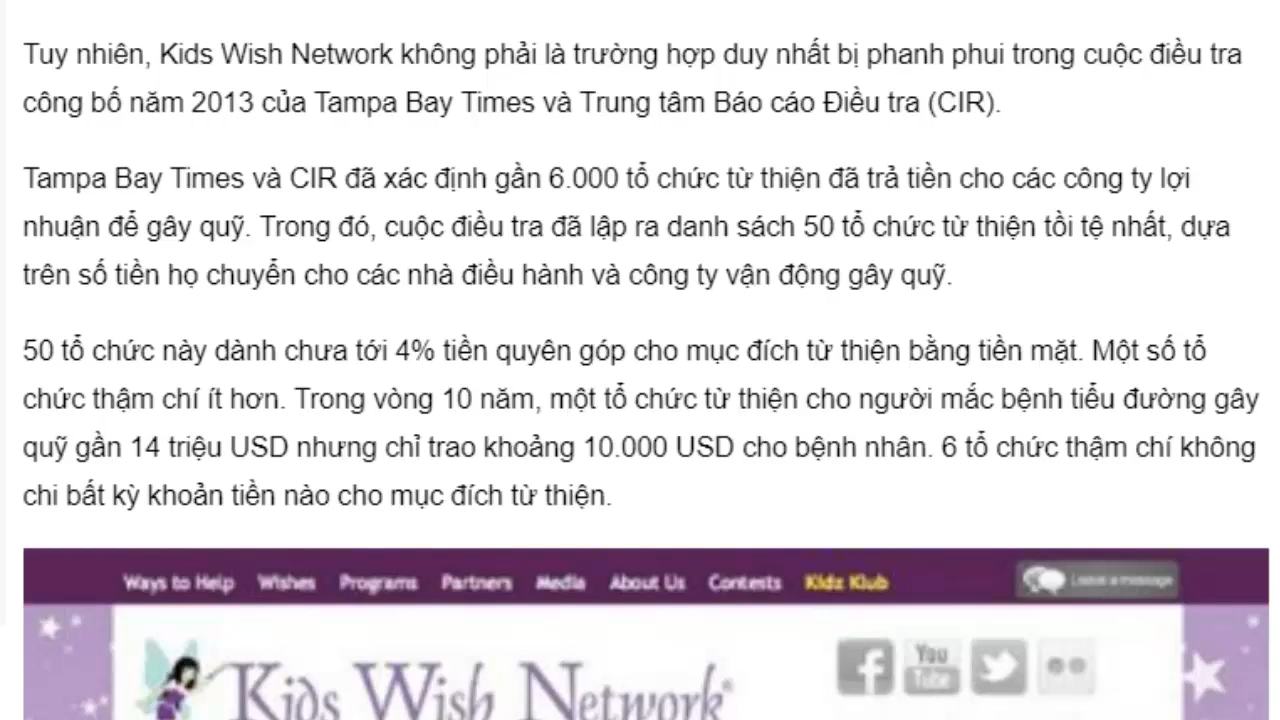 Tuy nhiên, Kids Wish Network không phải là trường hợp duy nhất bị phanh phui trong cuộc điều tra
công bố năm 2013 của Tampa Bay Times và Trung tâm Báo cáo Điều tra (CIR).
Tampa Bay Times và CIR đã xác định gần 6.000 tổ chức từ thiện đã trả tiền cho các công ty lợi
nhuận để gây quỹ. Trong đó, cuộc điều tra đã lập ra danh sách 50 tổ chức từ thiện tồi tệ nhất, dựa
trên số tiền họ chuyển cho các nhà điều hành và công ty vận động gây quỹ.
50 tổ chức này dành chưa tới 4% tiền quyên góp cho mục đích từ thiện bằng tiền mặt. Một số tổ
chức thậm chí ít hơn. Trong vòng 10 năm, một tổ chức từ thiện cho người mắc bệnh tiểu đường gây
quỹ gần 14 triệu USD nhưng chỉ trao khoảng 10.000 USD cho bệnh nhân. 6 tổ chức thậm chí không
chi bất kỳ khoản tiền nào cho mục đích từ thiện.
Ways to Help Wishes Programs Partners Media About Us Contests Kidz Klub Leave a message
Kids Wish Network®
You Tube